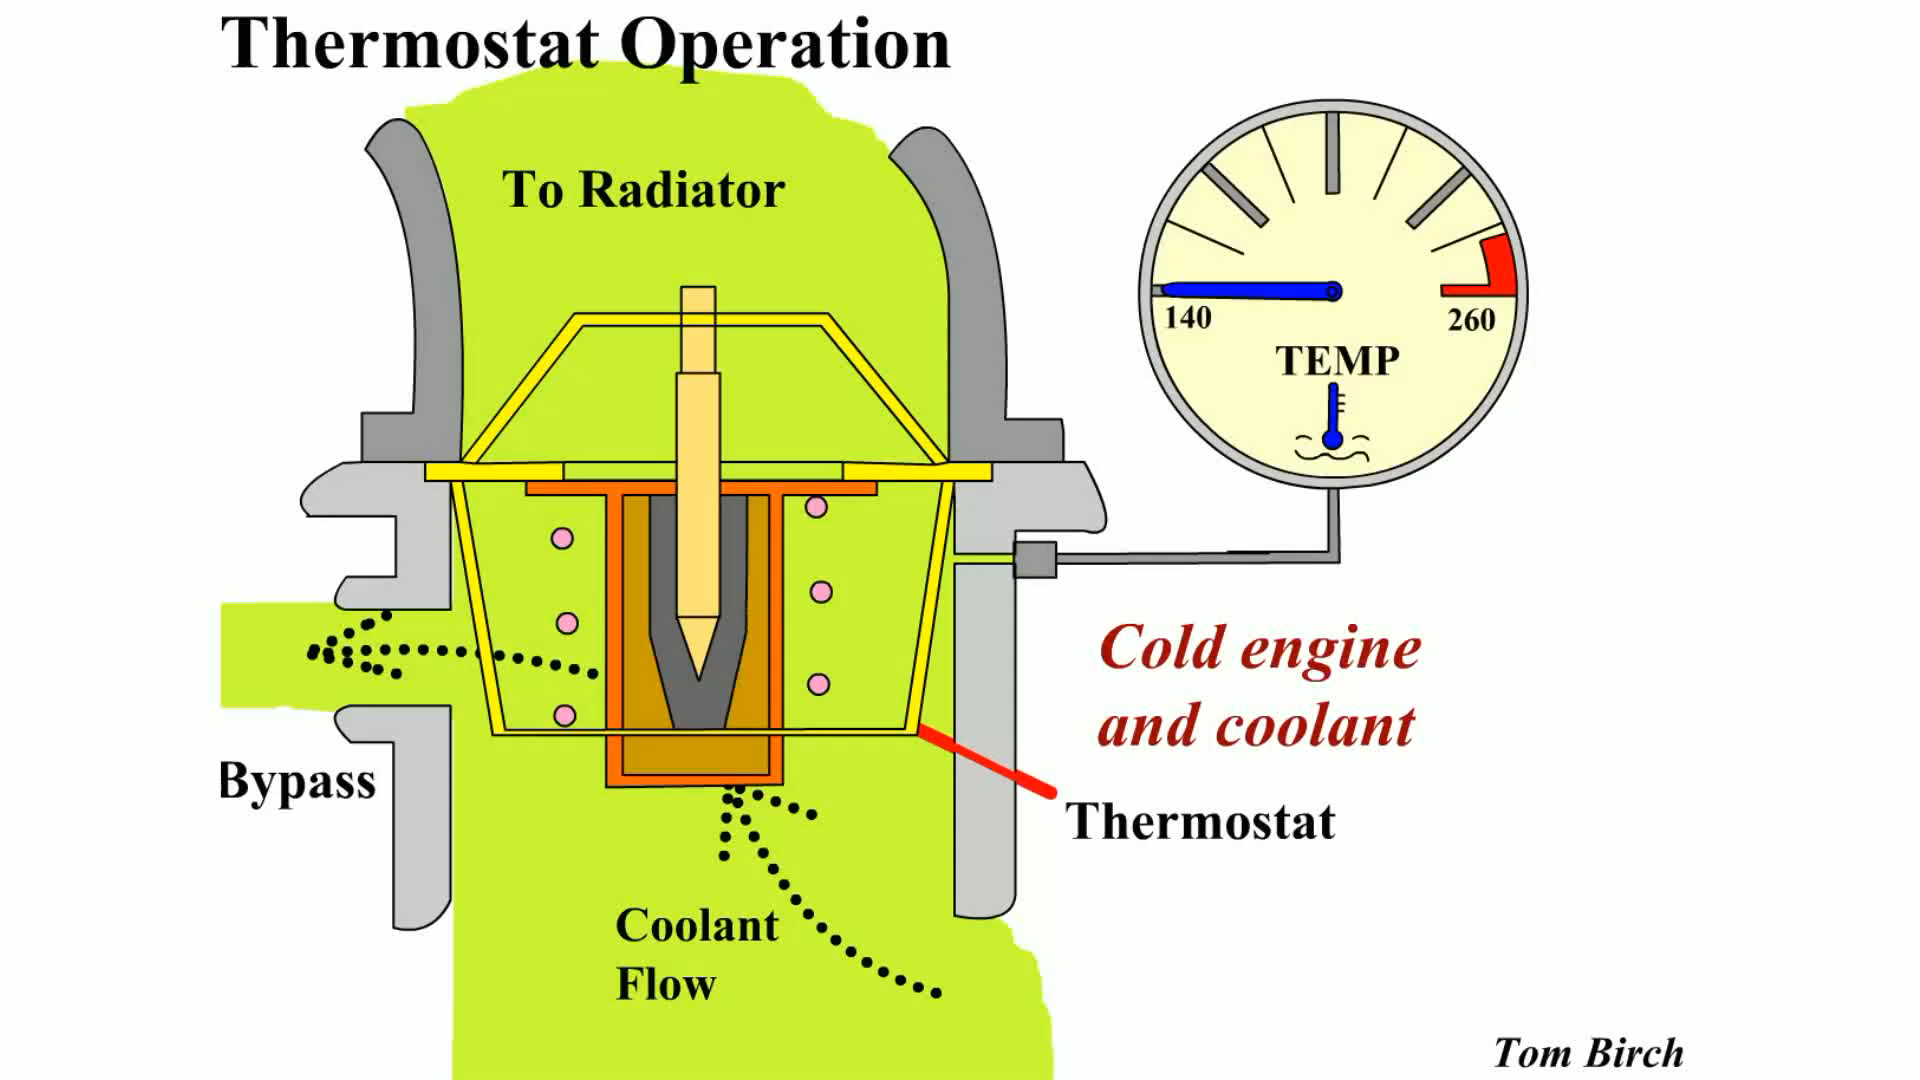 Thermostat Operation
To Radiator
140
260
TEMP
Cold engine
and coolant
Bypass
Thermostat
Coolant
Flow
Tom Birch